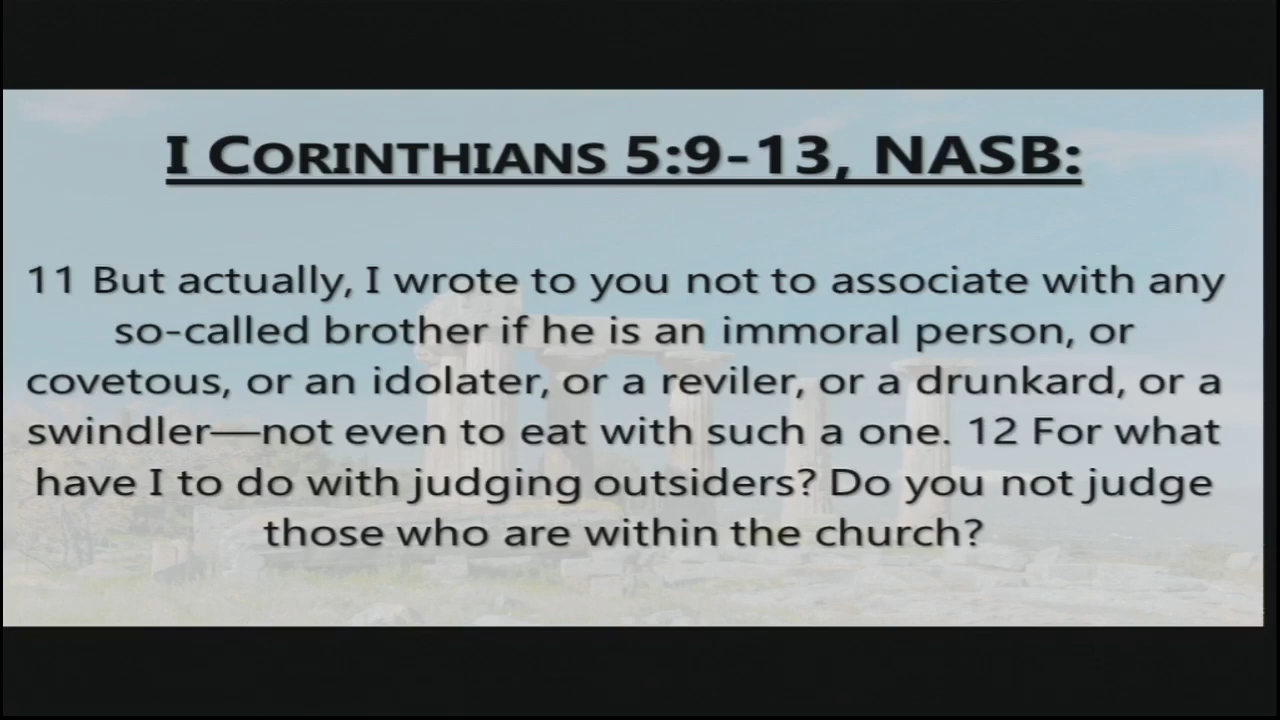 I CORINTHIANS 5:9-13, NASB:
11 But actually, I wrote to you not to associate with any
so-called brother if he is an immoral person, or
covetous, or an idolater, or a reviler, or a drunkard, or a
swindler—not even to eat with such a one. 12 For what
have I to do with judging outsiders? Do you not judge
those who are within the church?